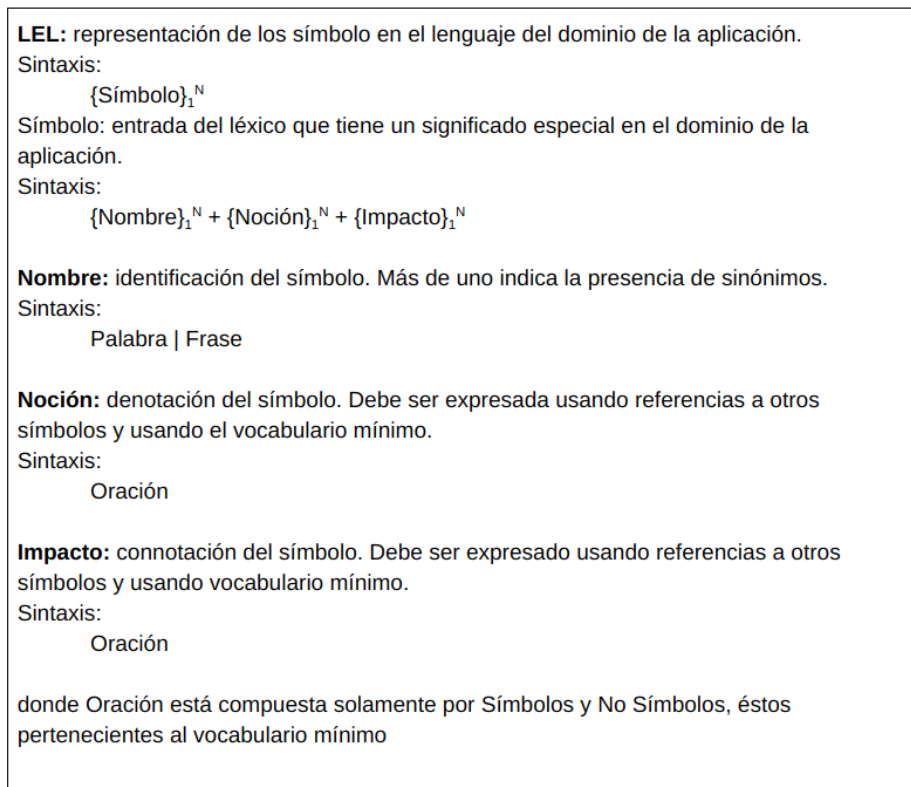 LEL: representación de los símbolo en el lenguaje del dominio de la aplicación.
Sintaxis:
{Símbolo}₁ᴺ
Símbolo: entrada del léxico que tiene un significado especial en el dominio de la
aplicación.
Sintaxis:
{Nombre}₁ᴺ + {Noción}₁ᴺ + {Impacto}₁ᴺ
Nombre: identificación del símbolo. Más de uno indica la presencia de sinónimos.
Sintaxis:
Palabra | Frase
Noción: denotación del símbolo. Debe ser expresada usando referencias a otros
símbolos y usando el vocabulario mínimo.
Sintaxis:
Oración
Impacto: connotación del símbolo. Debe ser expresado usando referencias a otros
símbolos y usando vocabulario mínimo.
Sintaxis:
Oración
donde Oración está compuesta solamente por Símbolos y No Símbolos, éstos
pertenecientes al vocabulario mínimo